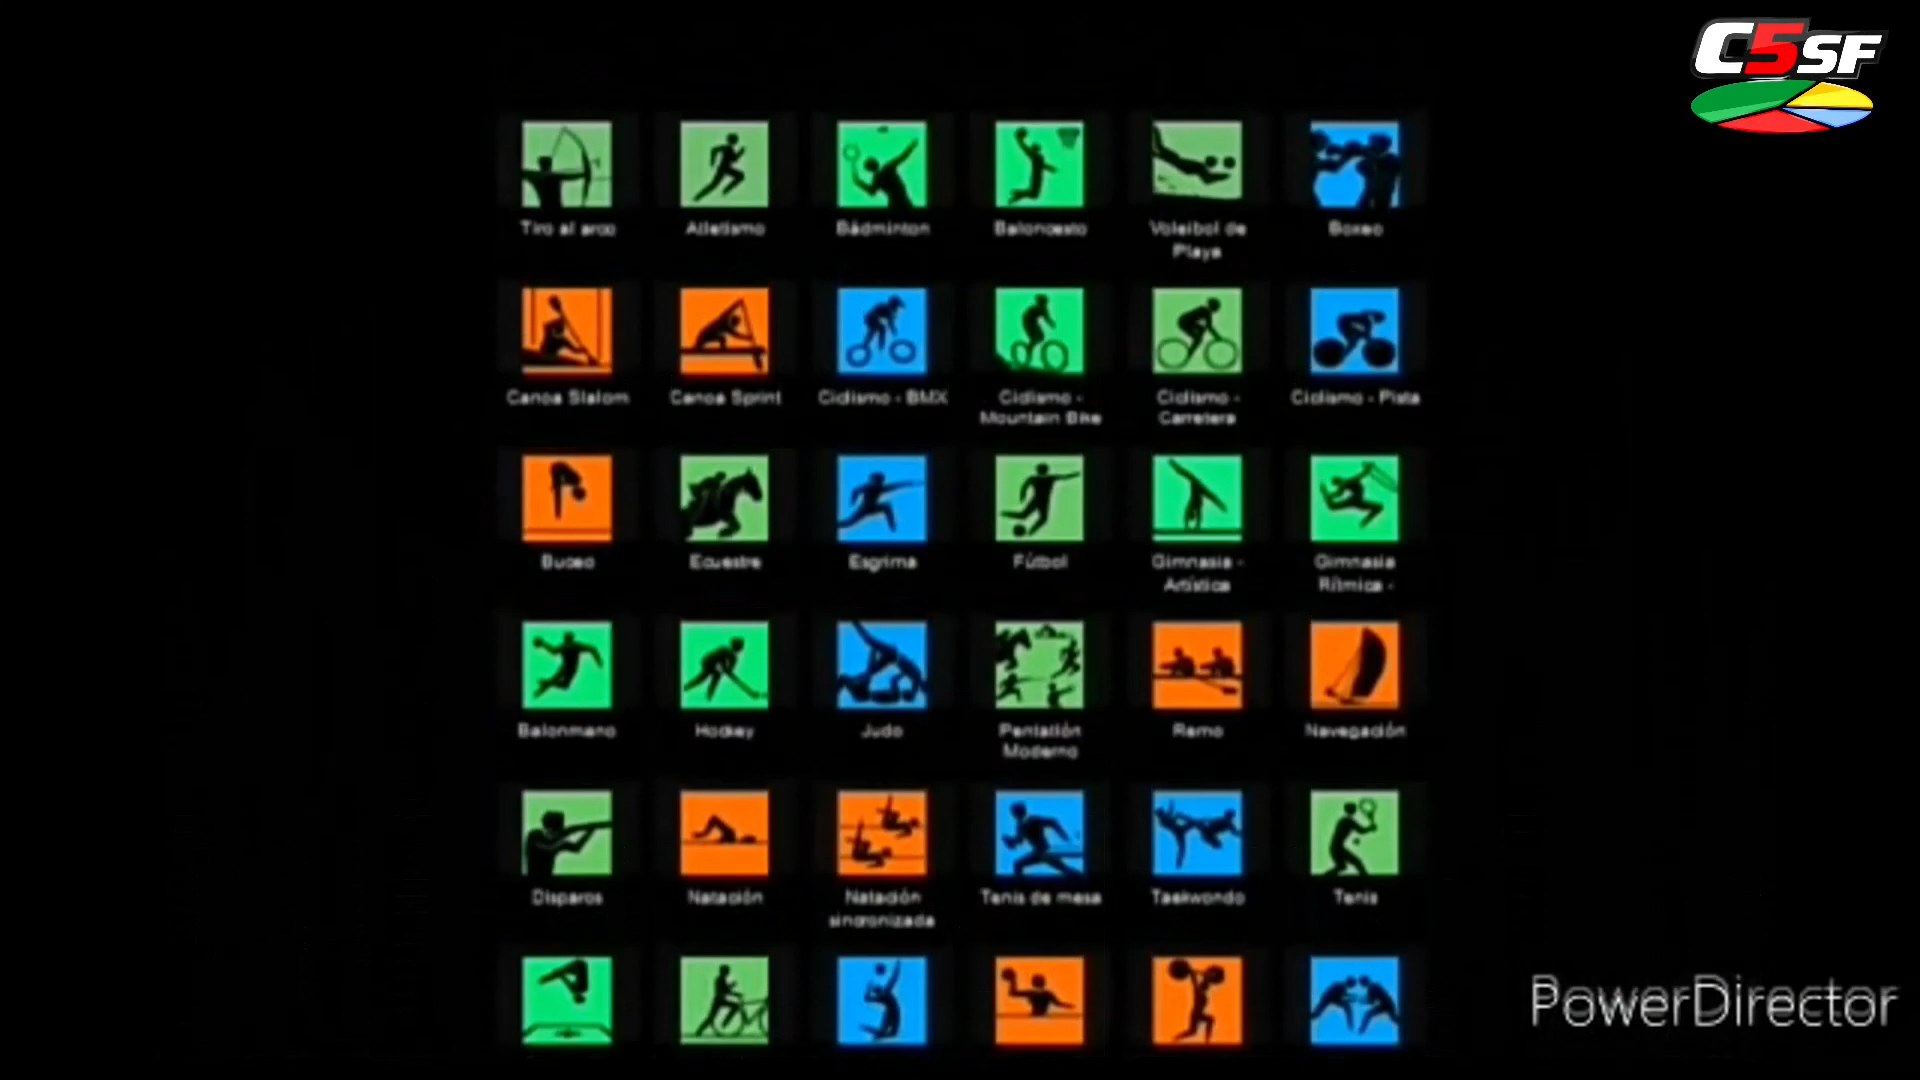 C5SF
Tiro al arco
Atletismo
Bádminton
Baloncesto
Voleibol de
Playa
Boxeo
Canoa Slalom
Canoa Sprint
Ciclismo - BMX
Ciclismo -
Mountain Bike
Ciclismo -
Carretera
Ciclismo - Pista
Buceo
Ecuestre
Esgrima
Fútbol
Gimnasia -
Artística
Gimnasia
Rítmica -
Balonmano
Hockey
Judo
Pentatlón
Moderno
Remo
Navegación
Disparos
Natación
Natación
sincronizada
Tenis de mesa
Taekwondo
Tenis
PowerDirector